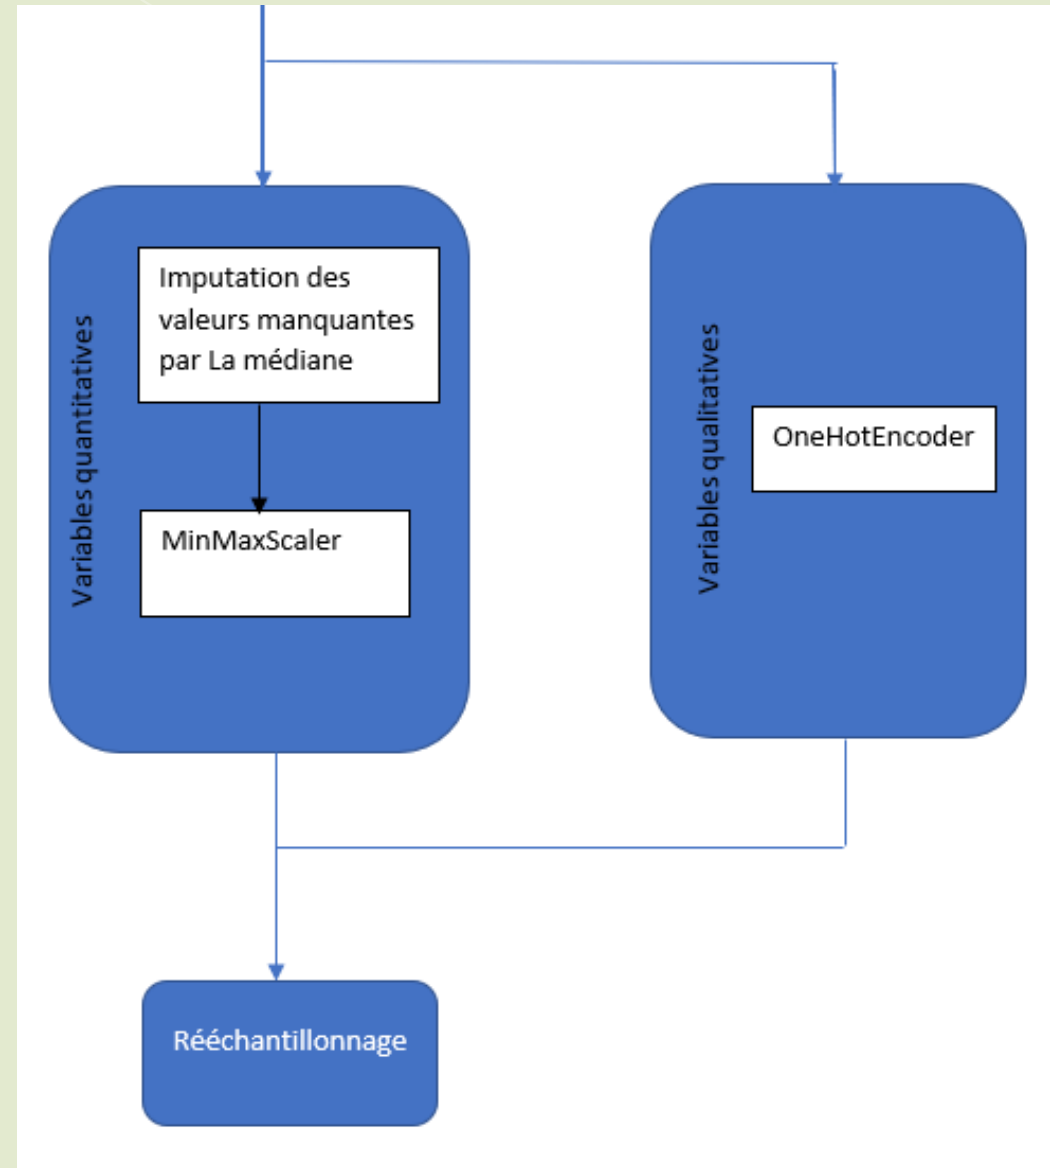 Variables quantitatives
Imputation des
valeurs manquantes
par La médiane
MinMaxScaler
Variables qualitatives
OneHotEncoder
Rééchantillonnage